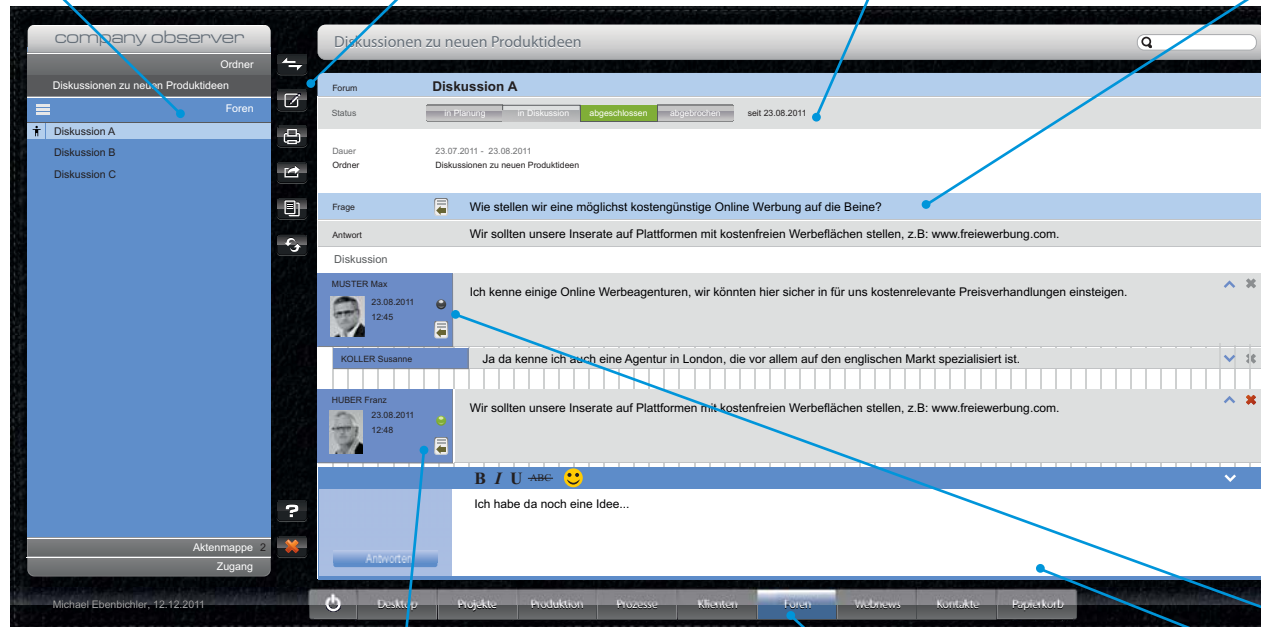 company observer
Ordner
Diskussionen zu neuen Produktideen
Foren
Diskussion A
Diskussion B
Diskussion C
Aktenmappe 2
Zugang
Michael Ebenbichler, 12.12.2011
?
Diskussionen zu neuen Produktideen
Forum Diskussion A
Status in Planung in Diskussion abgeschlossen abgebrochen seit 23.08.2011
Dauer 23.07.2011 - 23.08.2011
Ordner Diskussionen zu neuen Produktideen
Frage Wie stellen wir eine möglichst kostengünstige Online Werbung auf die Beine?
Antwort Wir sollten unsere Inserate auf Plattformen mit kostenfreien Werbeflächen stellen, z.B: www.freiewerbung.com.
Diskussion
MUSTER Max
23.08.2011
12:45
Ich kenne einige Online Werbeagenturen, wir könnten hier sicher in für uns kostenrelevante Preisverhandlungen einsteigen.
KOLLER Susanne Ja da kenne ich auch eine Agentur in London, die vor allem auf den englischen Markt spezialisiert ist.
HUBER Franz
23.08.2011
12:48
Wir sollten unsere Inserate auf Plattformen mit kostenfreien Werbeflächen stellen, z.B: www.freiewerbung.com.
B I U ABC
Ich habe da noch eine Idee...
Antworten
Desktop Projekte Produktion Prozesse Klienten Foren Webnews Kontakte Papierkorb